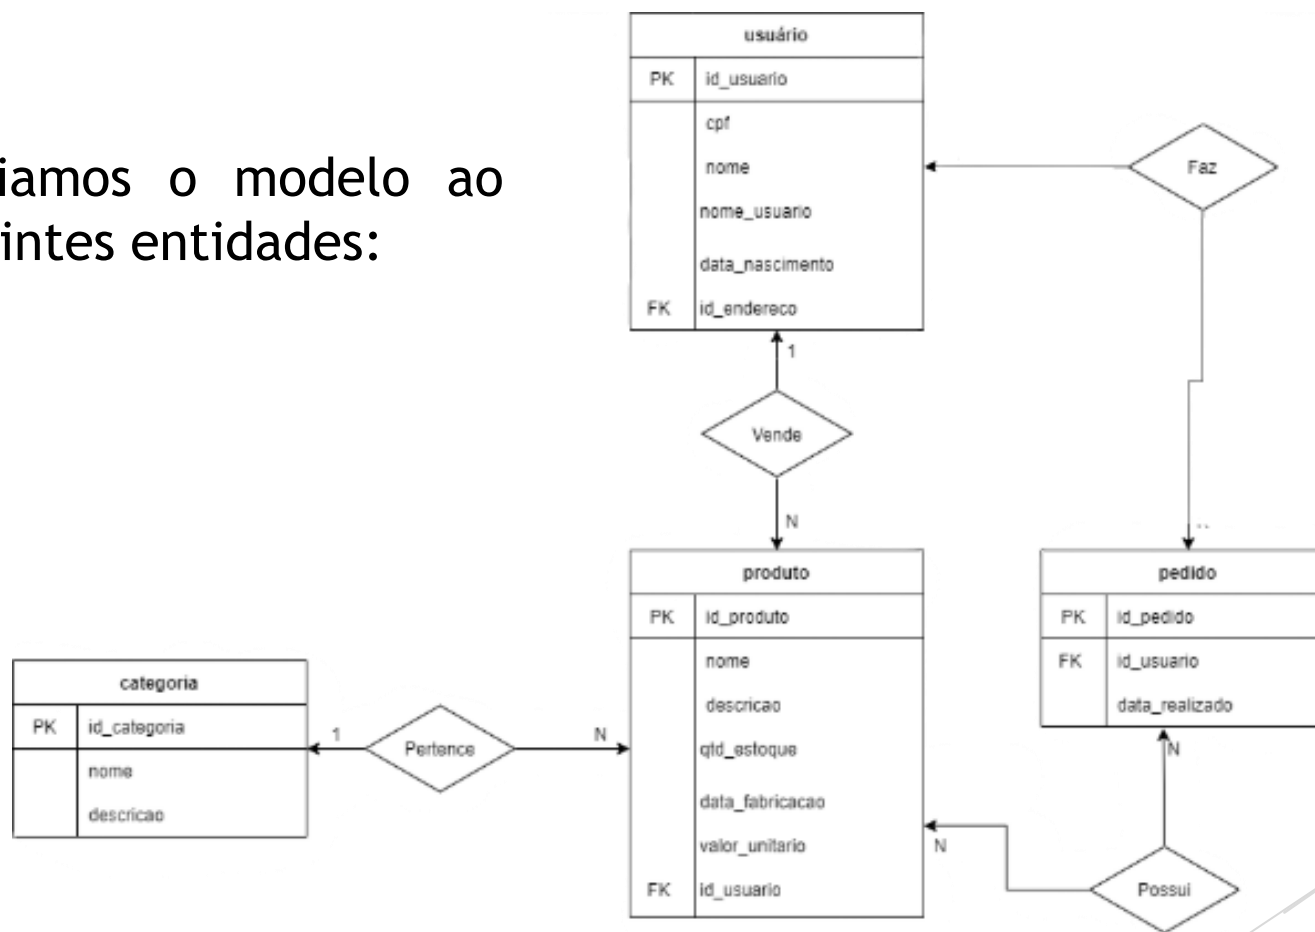 iamos o modelo ao
intes entidades:
usuário
PK id_usuario
cpf
nome
nome_usuario
data_nascimento
FK id_endereco
Faz
1
Vende
N
produto
PK id_produto
nome
descricao
qtd_estoque
data_fabricacao
valor_unitario
FK id_usuario
pedido
PK id_pedido
FK id_usuario
data_realizado
categoria
PK id_categoria
nome
descricao
1
Pertence
N
N
N
Possui